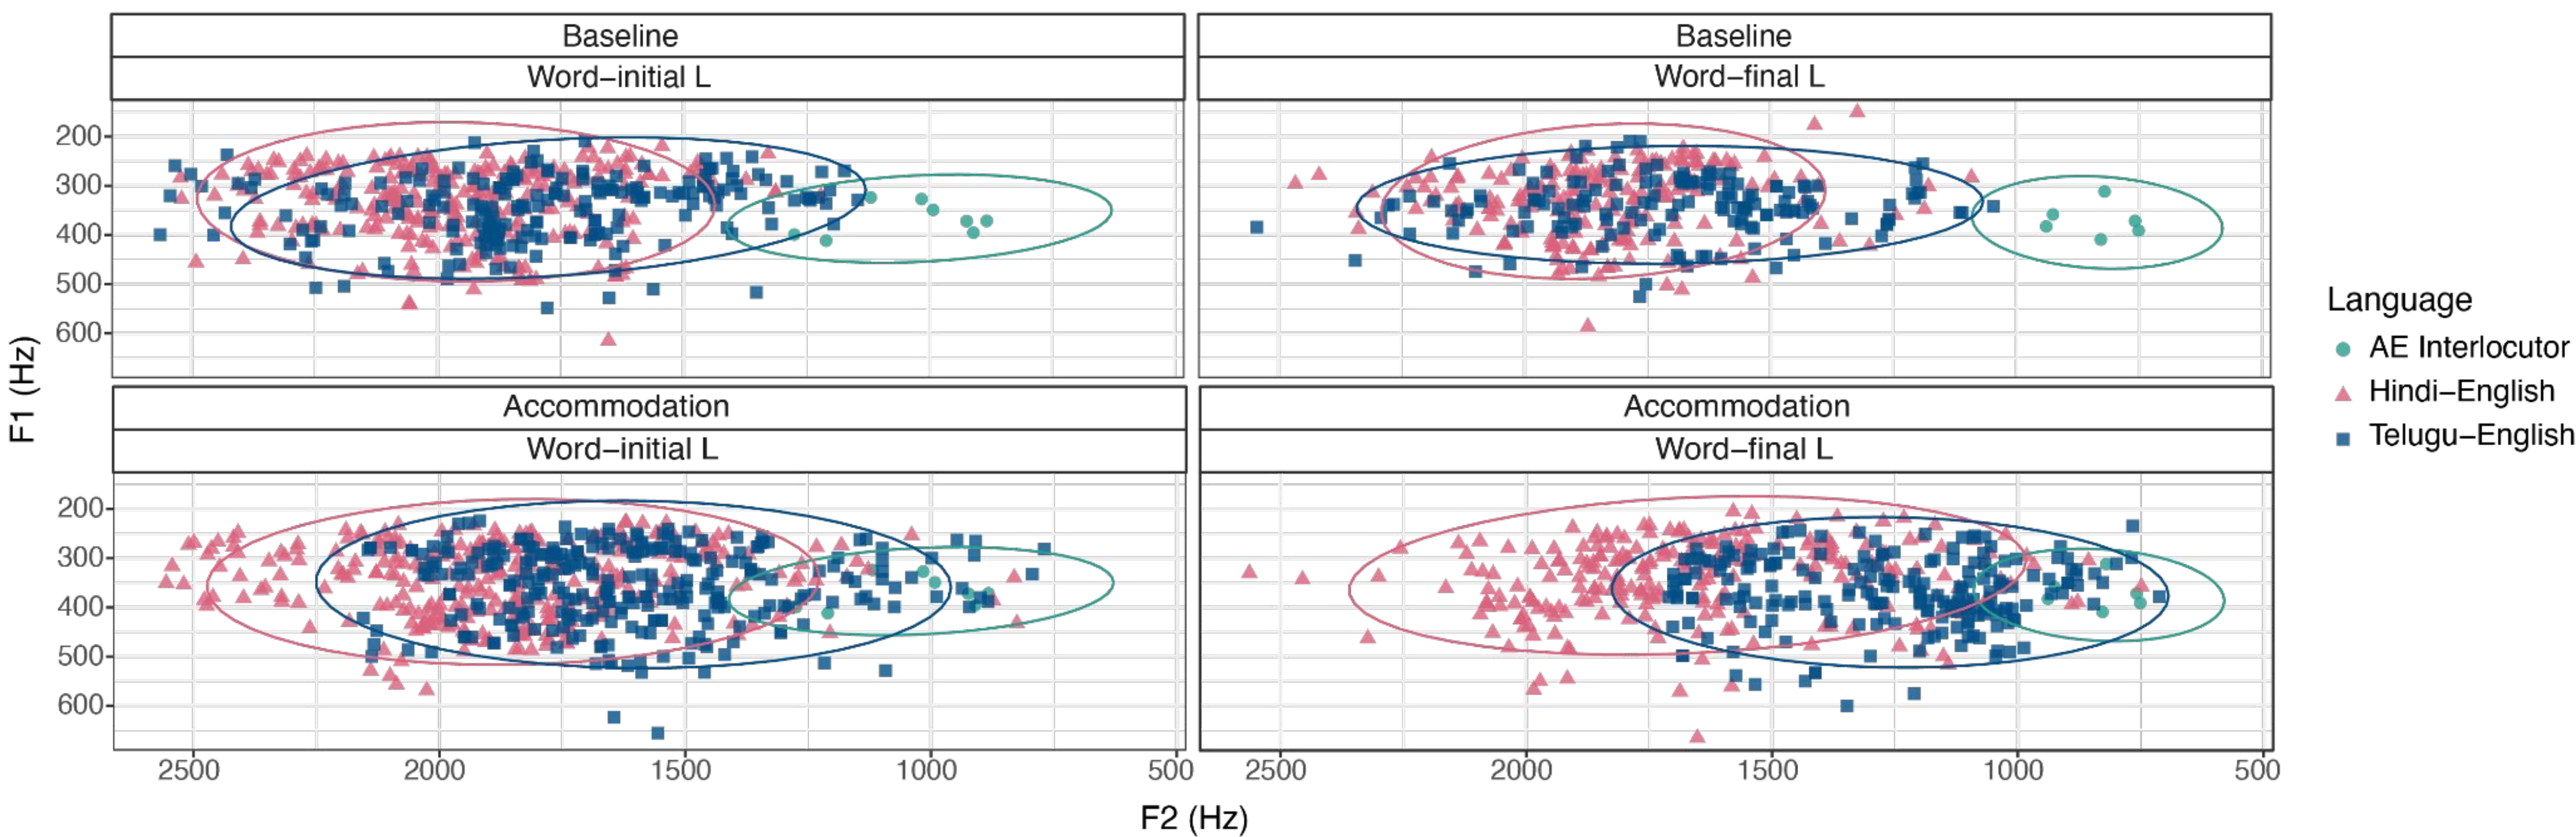 Baseline
Word–initial L
Baseline
Word–final L
200
300
400
500
600
Accommodation
Word–initial L
Accommodation
Word–final L
200
300
400
500
600
2500
2000
1500
1000
500
2500
2000
1500
1000
500
F1 (Hz)
F2 (Hz)
Language
AE Interlocutor
Hindi–English
Telugu–English